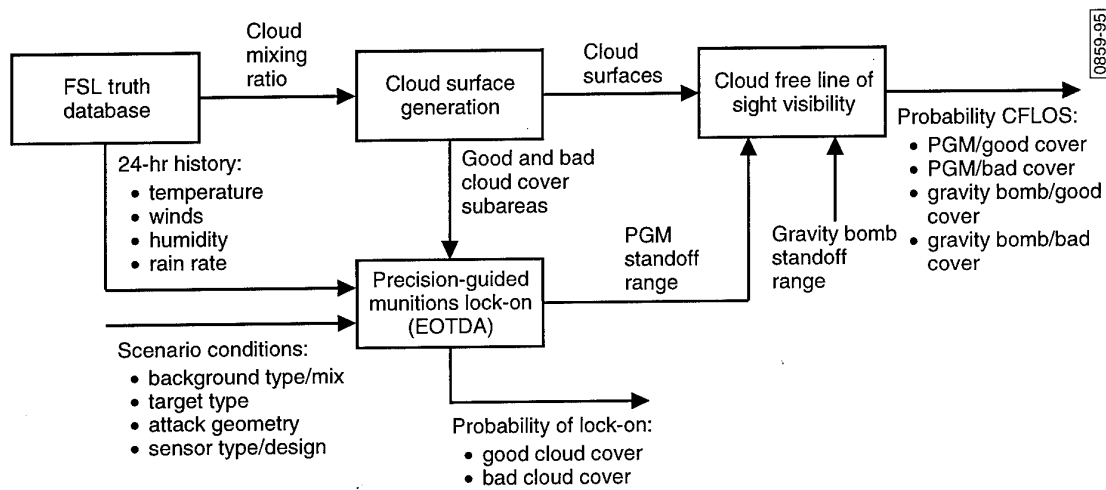 0859-95
Cloud
mixing
ratio
Cloud
surfaces
FSL truth
database
Cloud surface
generation
Cloud free line of
sight visibility
Probability CFLOS:
• PGM/good cover
• PGM/bad cover
• gravity bomb/good
cover
• gravity bomb/bad
cover
24-hr history:
• temperature
• winds
• humidity
• rain rate
Good and bad
cloud cover
subareas
PGM
standoff
range
Gravity bomb
standoff
range
Precision-guided
munitions lock-on
(EOTDA)
Scenario conditions:
• background type/mix
• target type
• attack geometry
• sensor type/design
Probability of lock-on:
• good cloud cover
• bad cloud cover